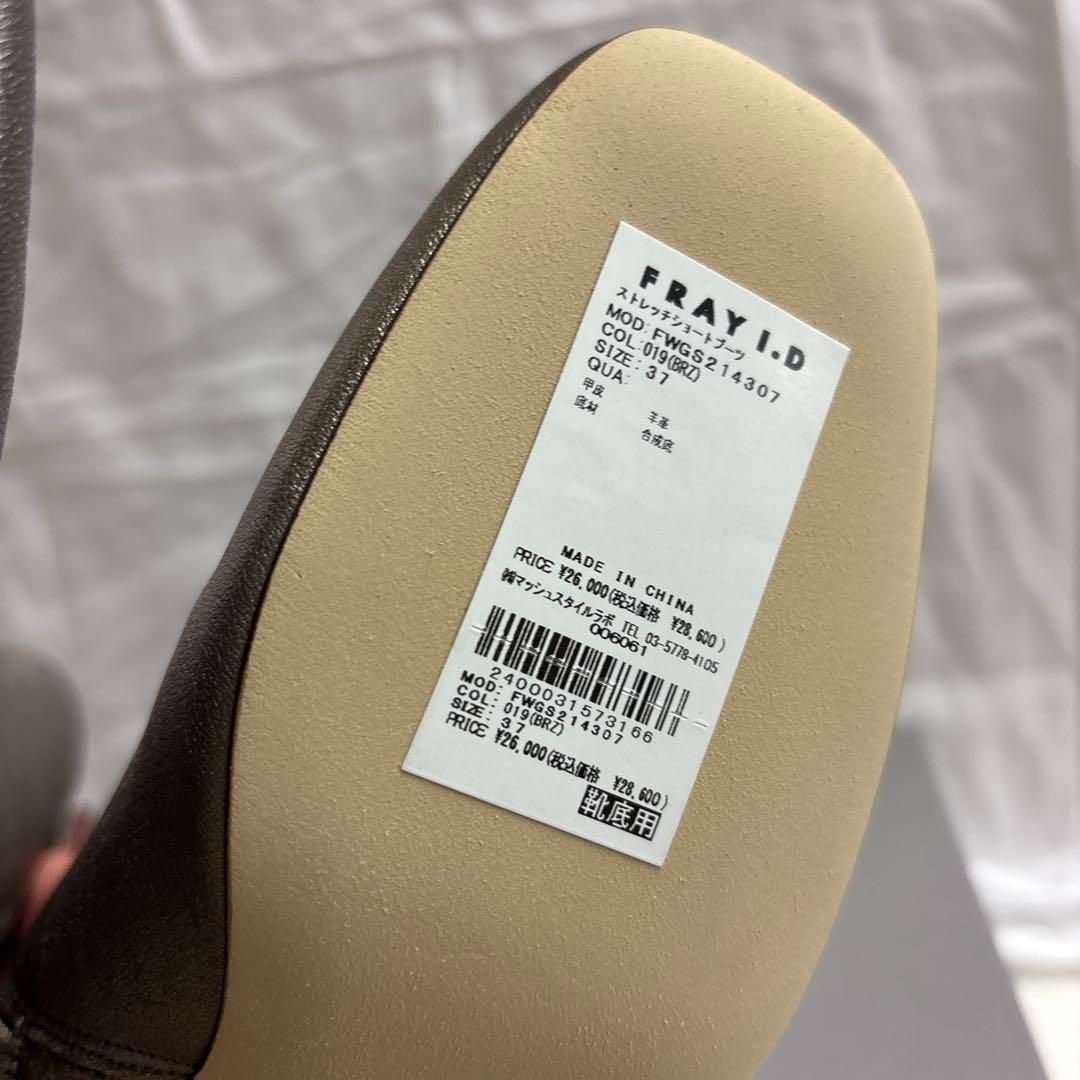 FRAY I.D
ストレッチショートブーツ
MOD: FWGS214307
COL: 019(BRZ)
SIZE: 37
QUA:
甲皮 羊革
底材 合成底
MADE IN CHINA
PRICE ¥26,000(税込価格 ¥28,600)
㈱マッシュスタイルラボ TEL 03-5778-4105
006061
2400031573166
MOD: FWGS214307
COL: 019(BRZ)
SIZE: 37
PRICE ¥26,000(税込価格 ¥28,600)
靴底用